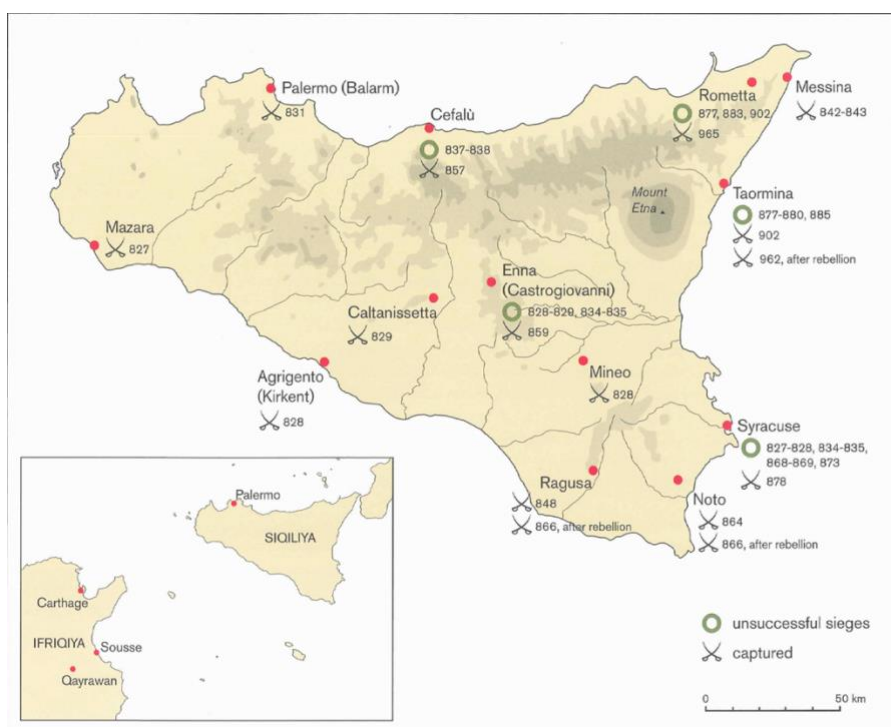 Palermo (Balarm)
831
Cefalù
837-838
857
Rometta
877, 883, 902
965
Messina
842-843
Mount
Etna
Taormina
877-880, 885
902
962, after rebellion
Mazara
827
Enna
(Castrogiovanni)
828-829, 834-835
859
Caltanissetta
829
Agrigento
(Kirkent)
828
Mineo
828
Syracuse
827-828, 834-835,
868-869, 873
878
Ragusa
848
866, after rebellion
Noto
864
866, after rebellion
Palermo
SIQILIYA
Carthage
IFRIQIYA
Sousse
Qayrawan
unsuccessful sieges
captured
0
50 km